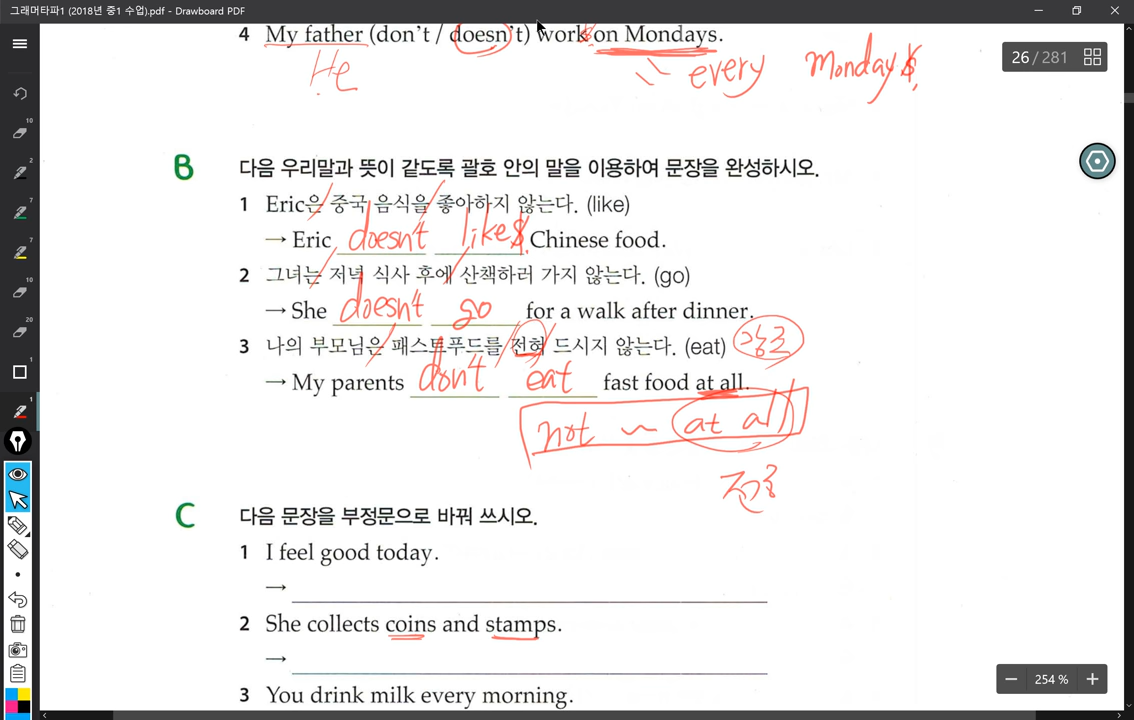 그래머타파1 (2018년 중1 수업).pdf - Drawboard PDF
4 My father (don't / doesn't) work on Mondays.
He every Mondays.
26 / 281
B 다음 우리말과 뜻이 같도록 괄호 안의 말을 이용하여 문장을 완성하시오.
1 Eric은 중국 음식을 좋아하지 않는다. (like)
→ Eric doesn't likes Chinese food.
2 그녀는 저녁 식사 후에 산책하러 가지 않는다. (go)
→ She doesn't go for a walk after dinner.
3 나의 부모님은 패스트푸드를 전혀 드시지 않는다. (eat)
→ My parents don't eat fast food at all.
not ~ at all
C 다음 문장을 부정문으로 바꿔 쓰시오.
1 I feel good today.
→
2 She collects coins and stamps.
→
3 You drink milk every morning.
254 %
10
2
7
7
10
20
1
1